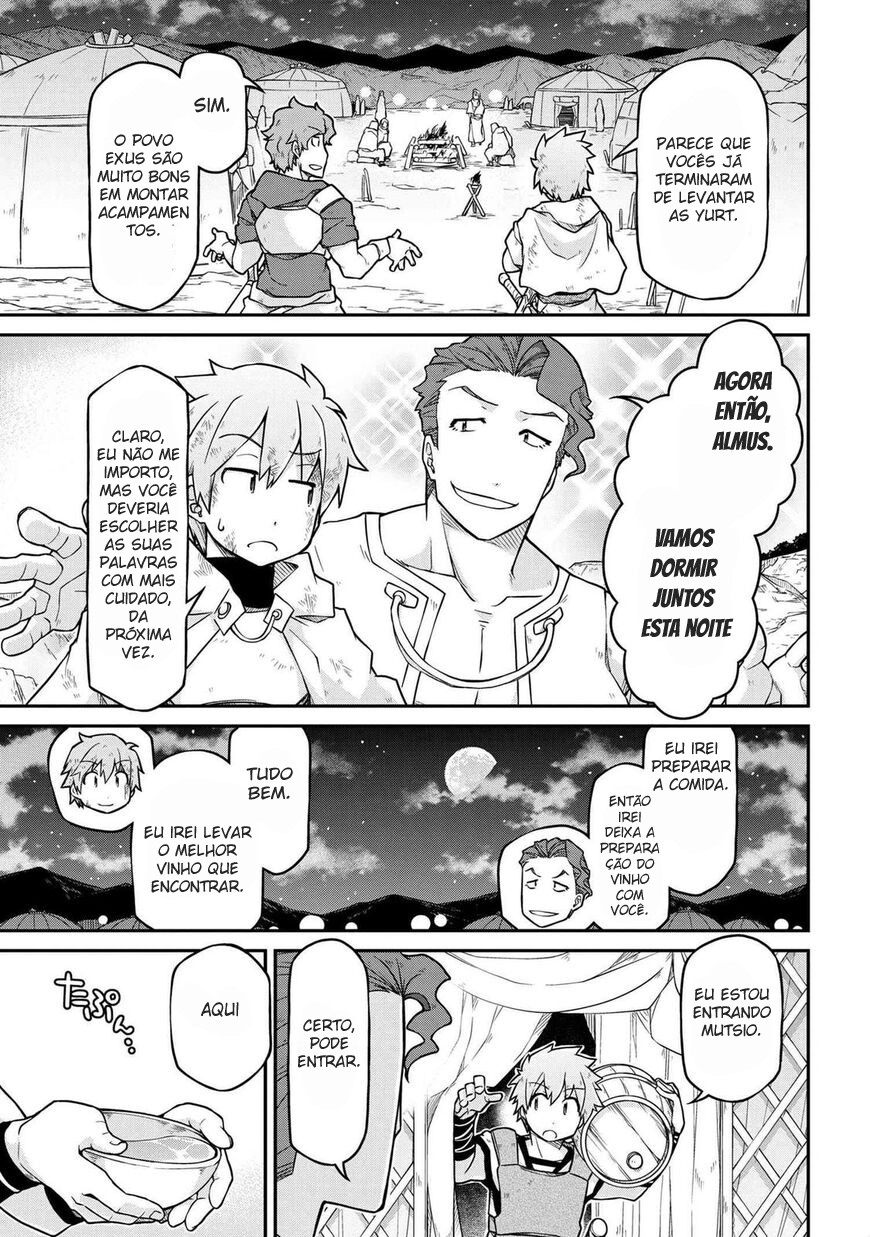 PARECE QUE
VOCÊS JÁ
TERMINARAM
DE LEVANTAR
AS YURT.
SIM.
O POVO
EXUS SÃO
MUITO BONS
EM MONTAR
ACAMPAMEN
TOS.
AGORA
ENTÃO,
ALMUS.
VAMOS
DORMIR
JUNTOS
ESTA NOITE
CLARO,
EU NÃO ME
IMPORTO,
MAS VOCÊ
DEVERIA
ESCOLHER
AS SUAS
PALAVRAS
COM MAIS
CUIDADO,
DA
PRÓXIMA
VEZ.
EU IREI
PREPARAR
A COMIDA.
ENTÃO
IREI
DEIXA A
PREPARA
ÇÃO DO
VINHO
COM
VOCÊ.
TUDO
BEM.
EU IREI LEVAR
O MELHOR
VINHO QUE
ENCONTRAR.
EU ESTOU
ENTRANDO
MUTSIO.
CERTO,
PODE
ENTRAR.
AQUI
たぷん..